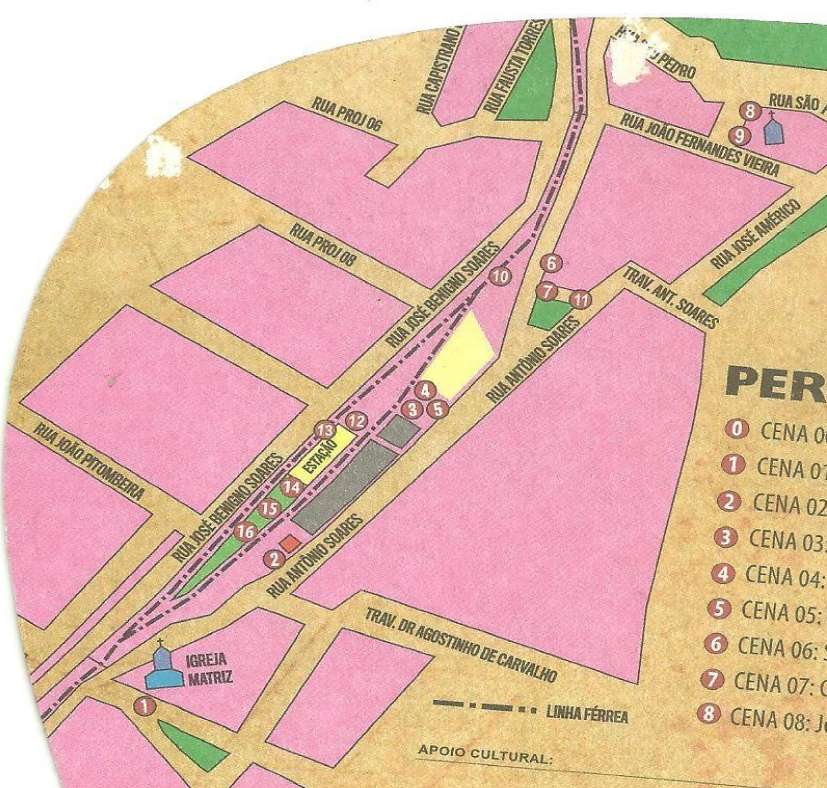 RUA CAPISTRANO
RUA FAUSTA TORRES
PEDRO
RUA PROJ 06
RUA SÃO
8
9
RUA JOÃO FERNANDES VIEIRA
RUA JOSÉ AMÉRICO
RUA PROJ 08
RUA JOSÉ BENIGNO SOARES
10
6
7
11
TRAV. ANT. SOARES
RUA ANTÔNIO SOARES
4
3
5
12
13
ESTAÇÃO
14
15
16
RUA JOÃO PITOMBEIRA
RUA JOSÉ BENIGNO SOARES
2
RUA ANTÔNIO SOARES
TRAV. DR AGOSTINHO DE CARVALHO
IGREJA
MATRIZ
1
LINHA FÉRREA
APOIO CULTURAL:
PER
0 CENA 00
1 CENA 01
2 CENA 02
3 CENA 03:
4 CENA 04:
5 CENA 05:
6 CENA 06: S
7 CENA 07:
8 CENA 08: Jo